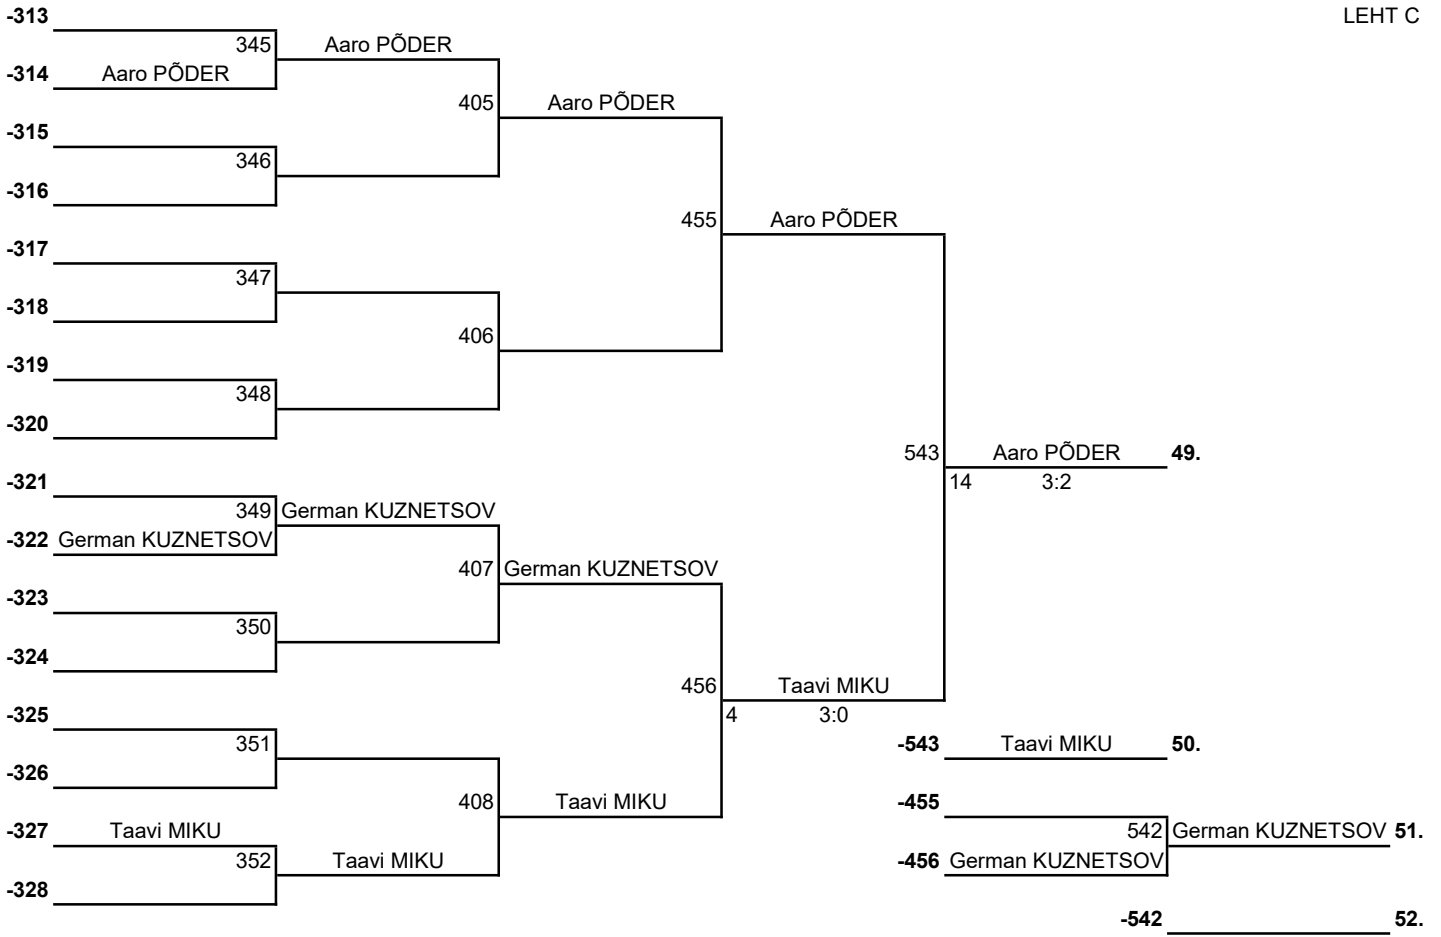 -313
LEHT C
345 Aaro PÕDER
-314 Aaro PÕDER
405 Aaro PÕDER
-315
346
-316
455 Aaro PÕDER
-317
347
-318
406
-319
348
-320
543 Aaro PÕDER 49.
14 3:2
-321
349 German KUZNETSOV
-322 German KUZNETSOV
407 German KUZNETSOV
-323
350
-324
456 Taavi MIKU
4 3:0
-325
351
-543 Taavi MIKU 50.
-326
408 Taavi MIKU
-455
-327 Taavi MIKU
542 German KUZNETSOV 51.
352 Taavi MIKU
-456 German KUZNETSOV
-328
-542 52.